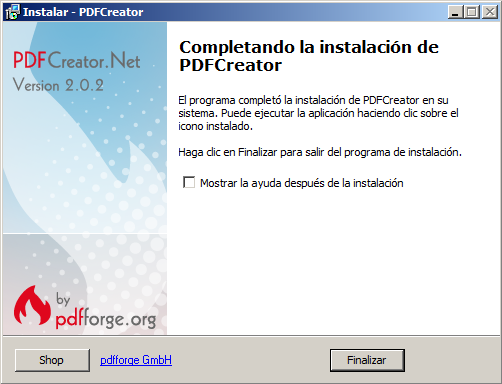 Instalar - PDFCreator
PDFCreator.Net
Version 2.0.2
Completando la instalación de
PDFCreator
El programa completó la instalación de PDFCreator en su
sistema. Puede ejecutar la aplicación haciendo clic sobre el
icono instalado.
Haga clic en Finalizar para salir del programa de instalación.
Mostrar la ayuda después de la instalación
by
pdfforge.org
Shop
pdfforge GmbH
Finalizar